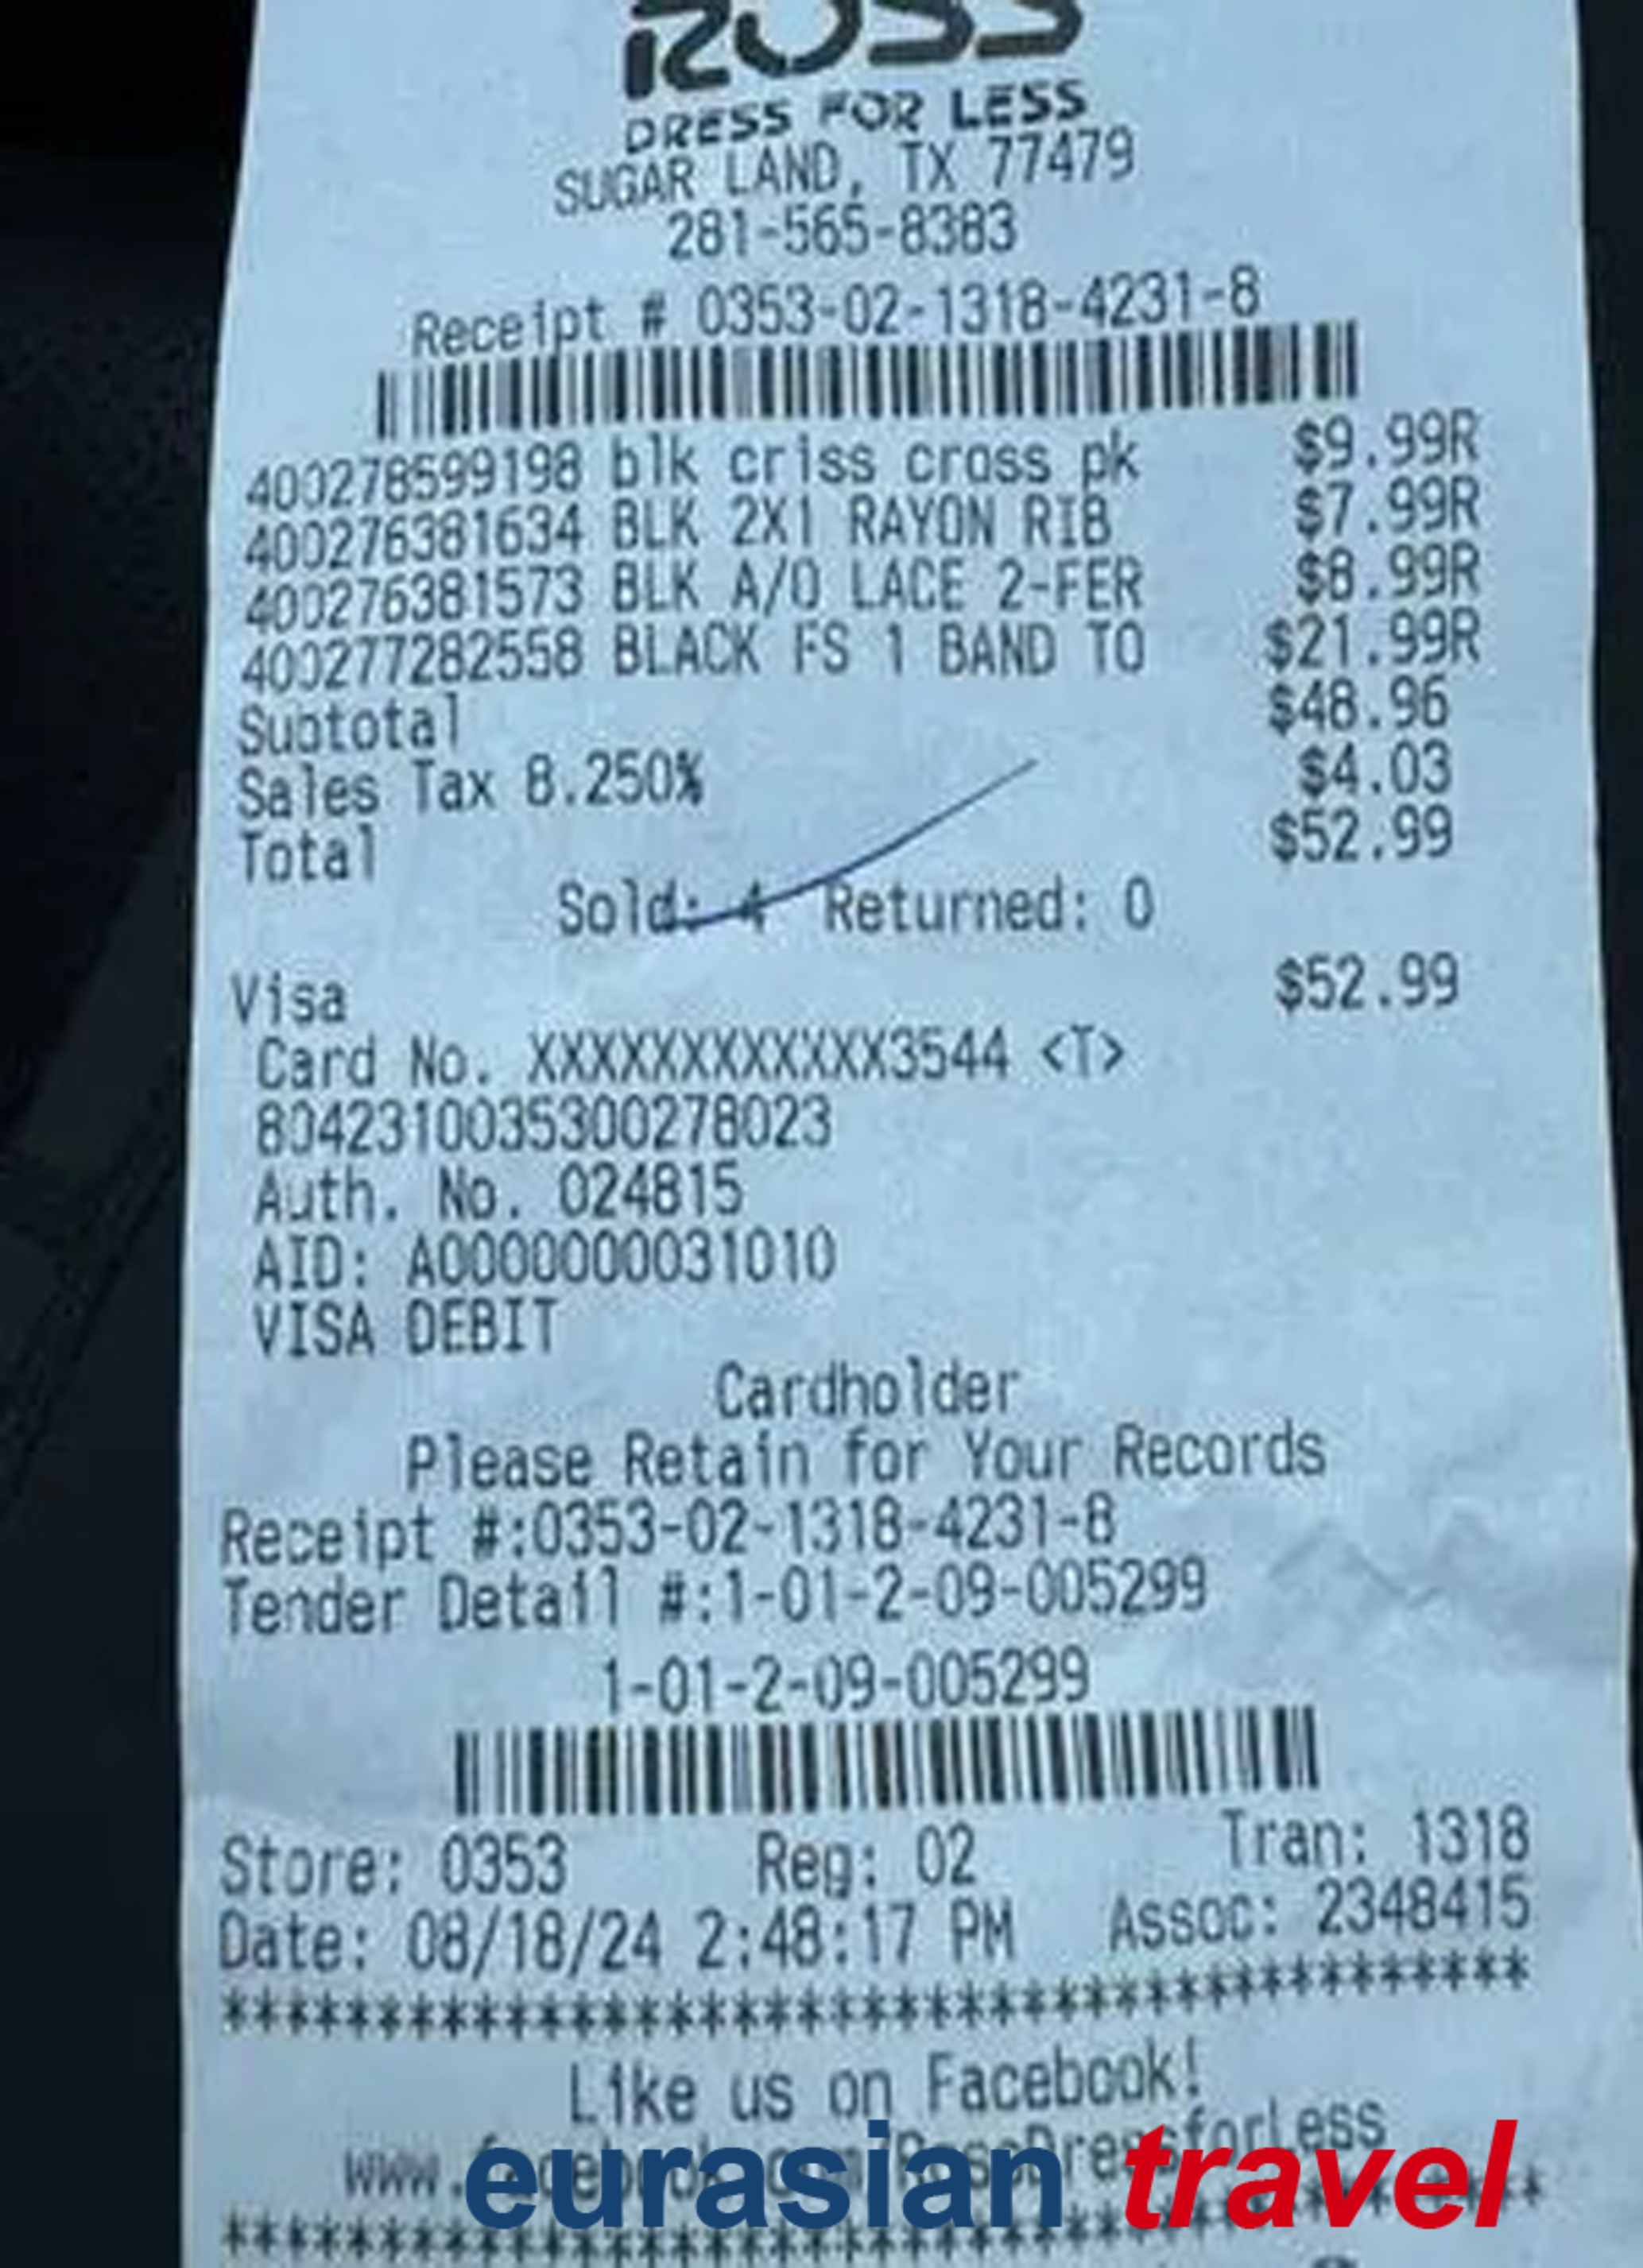 ROSS
DRESS FOR LESS
SUGAR LAND, TX 77479
281-565-8383
Receipt # 0353-02-1318-4231-8
400278599198 blk criss cross pk $9.99R
400276381634 BLK 2X1 RAYON RIB $7.99R
400276381573 BLK A/O LACE 2-FER $8.99R
400277282558 BLACK FS 1 BAND TO $21.99R
Subtotal $48.96
Sales Tax 8.250% $4.03
Total $52.99
Sold: 4 Returned: 0
Visa $52.99
Card No. XXXXXXXXXXXX3544 <T>
8042310035300278023
Auth. No. 024815
AID: A0000000031010
VISA DEBIT
Cardholder
Please Retain for Your Records
Receipt #:0353-02-1318-4231-8
Tender Detail #:1-01-2-09-005299
1-01-2-09-005299
Store: 0353 Reg: 02 Tran: 1318
Date: 08/18/24 2:48:17 PM Assoc: 2348415
****************************************
Like us on Facebook!
www.facebook.com/RossDressforLess
eurasian travel
****************************************